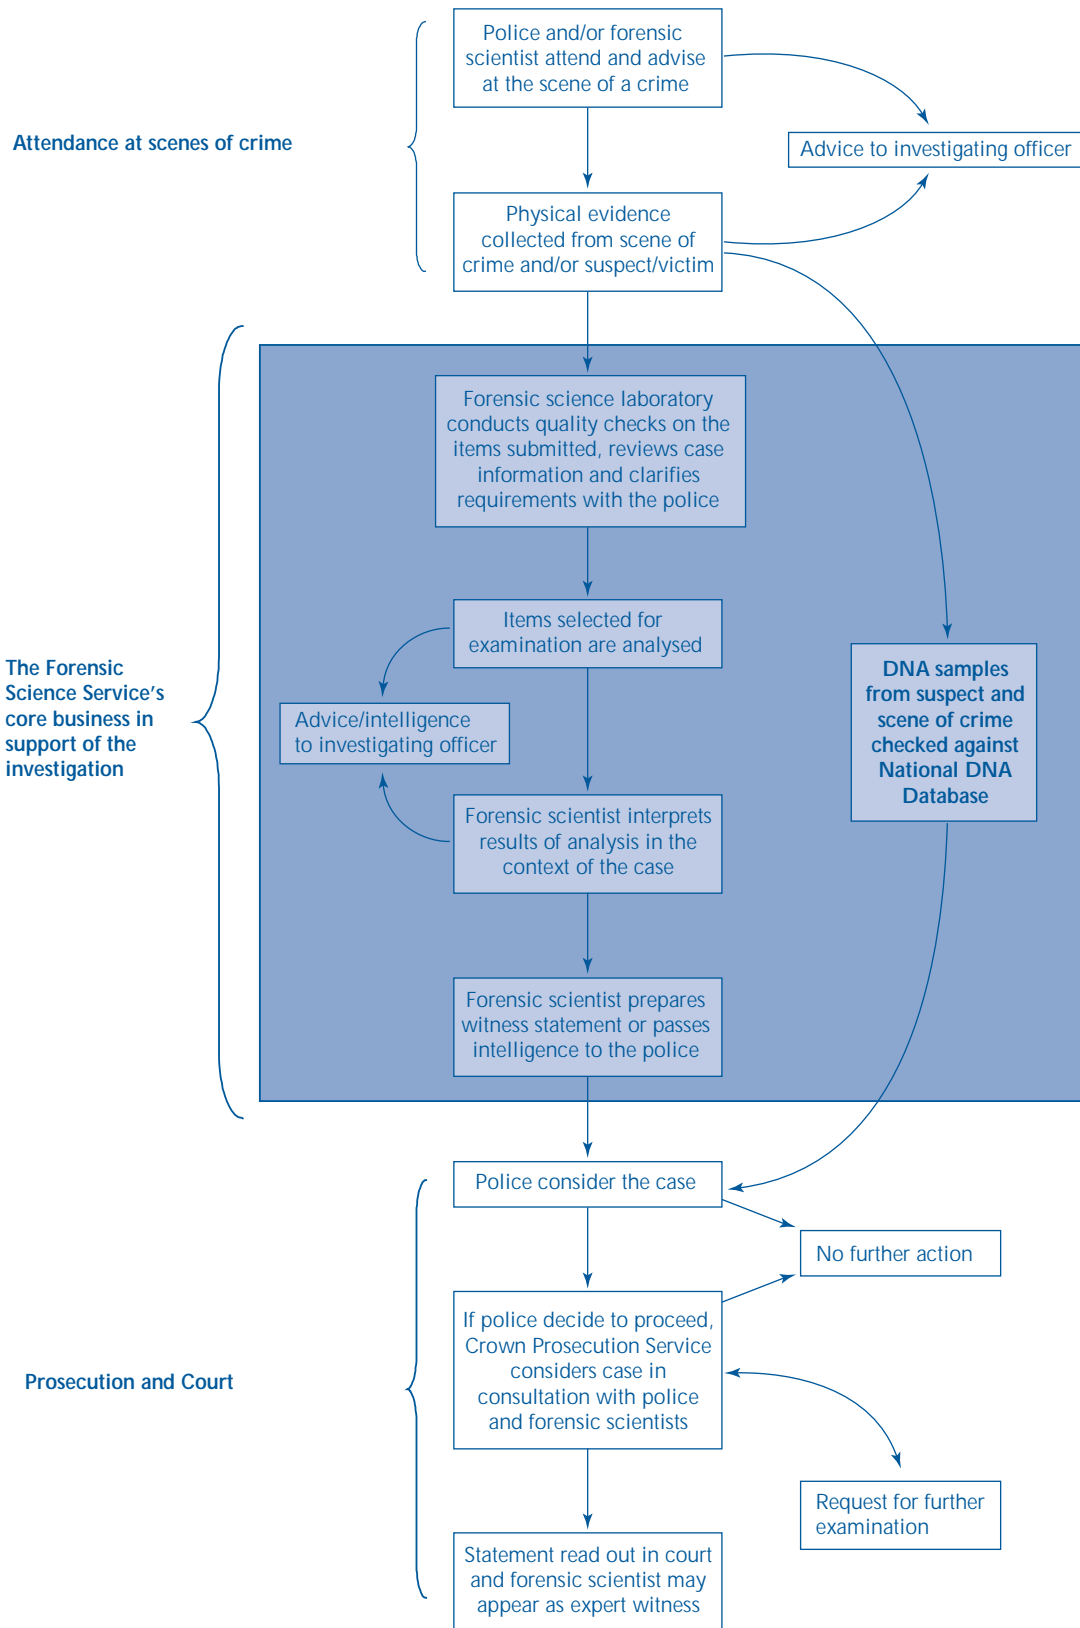 Police and/or forensic
scientist attend and advise
at the scene of a crime
Attendance at scenes of crime
Advice to investigating officer
Physical evidence
collected from scene of
crime and/or suspect/victim
Forensic science laboratory
conducts quality checks on the
items submitted, reviews case
information and clarifies
requirements with the police
Items selected for
examination are analysed
The Forensic
Science Service's
core business in
support of the
investigation
DNA samples
from suspect and
scene of crime
checked against
National DNA
Database
Advice/intelligence
to investigating officer
Forensic scientist interprets
results of analysis in the
context of the case
Forensic scientist prepares
witness statement or passes
intelligence to the police
Police consider the case
No further action
If police decide to proceed,
Crown Prosecution Service
considers case in
consultation with police
and forensic scientists
Prosecution and Court
Request for further
examination
Statement read out in court
and forensic scientist may
appear as expert witness